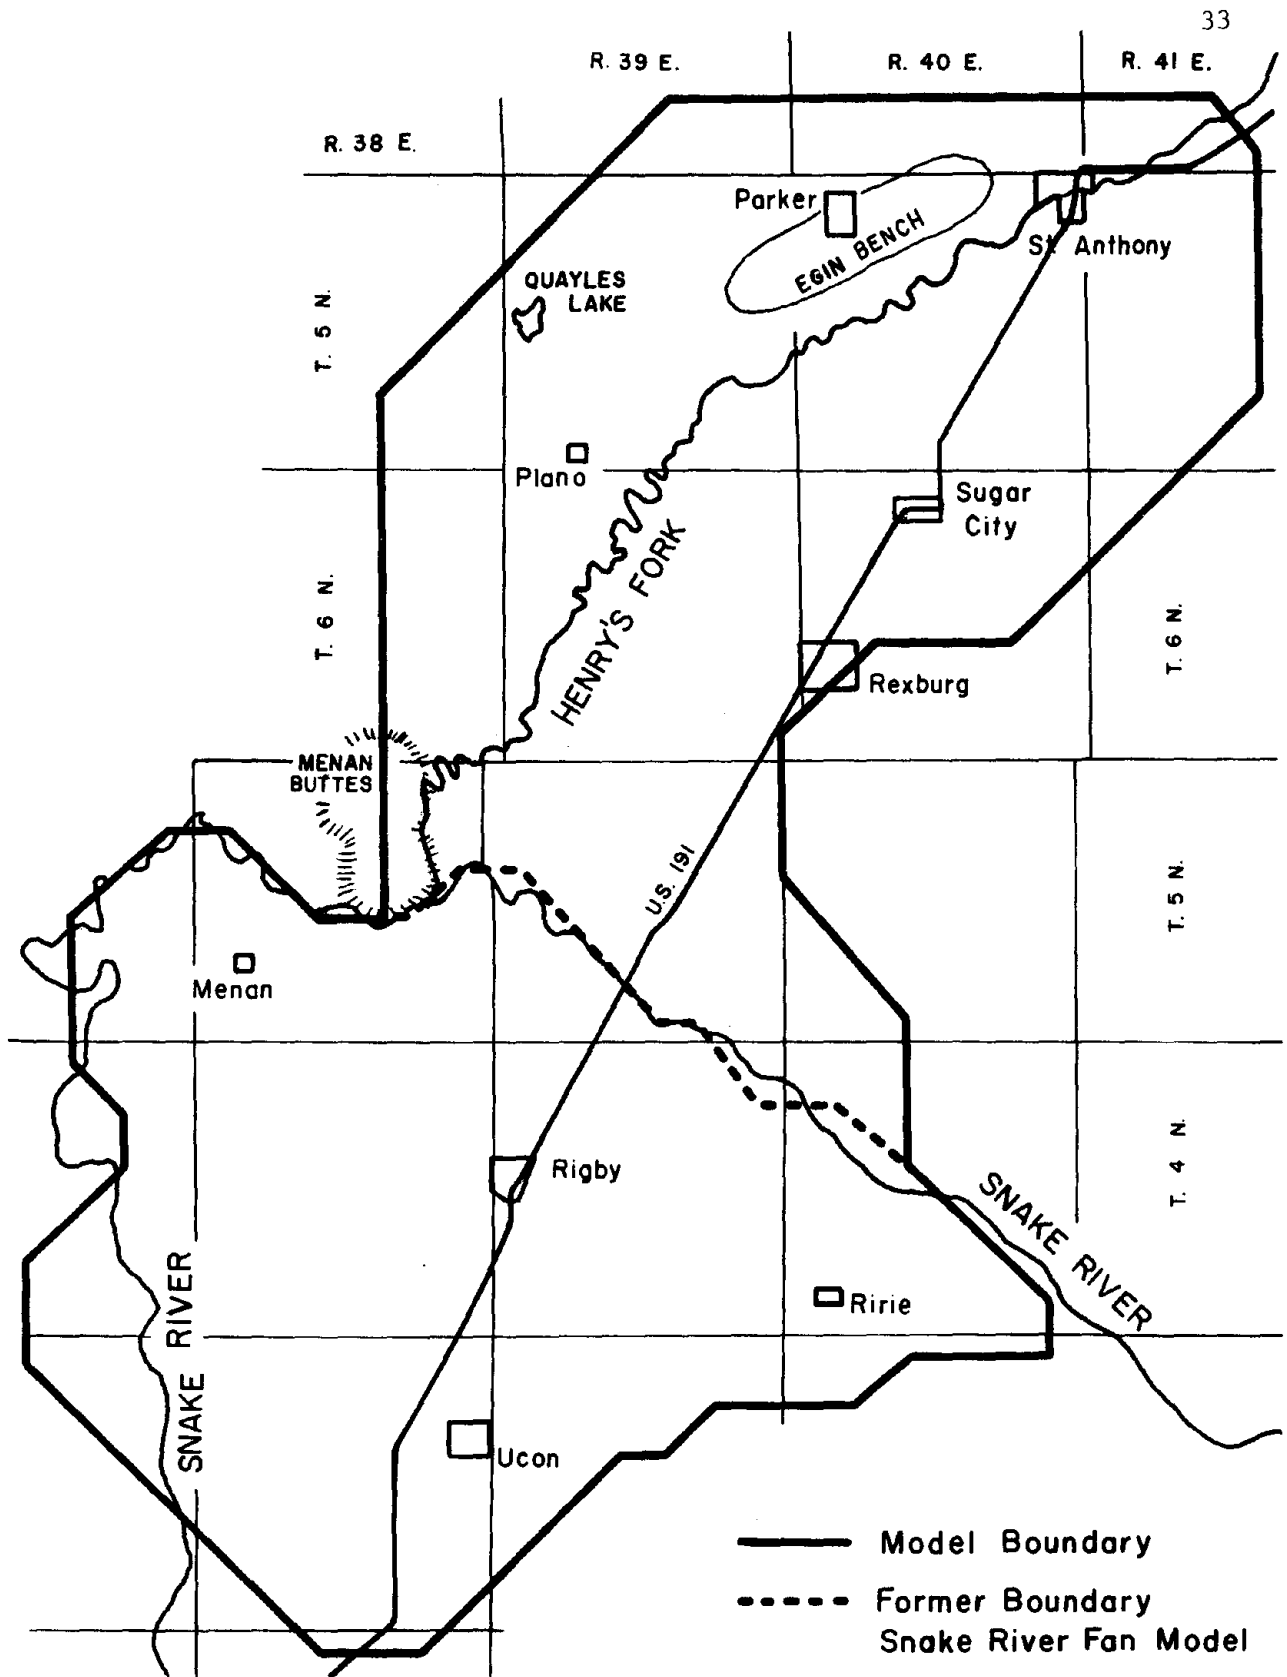 33
R. 39 E.
R. 40 E.
R. 41 E.
R. 38 E.
Parker
EGIN BENCH
St. Anthony
QUAYLES
LAKE
T. 5 N.
Plano
Sugar
City
HENRY'S FORK
T. 6 N.
T. 6 N.
Rexburg
MENAN
BUTTES
U.S. 191
T. 5 N.
Menan
T. 4 N.
Rigby
SNAKE RIVER
SNAKE RIVER
Ririe
Ucon
Model Boundary
Former Boundary
Snake River Fan Model